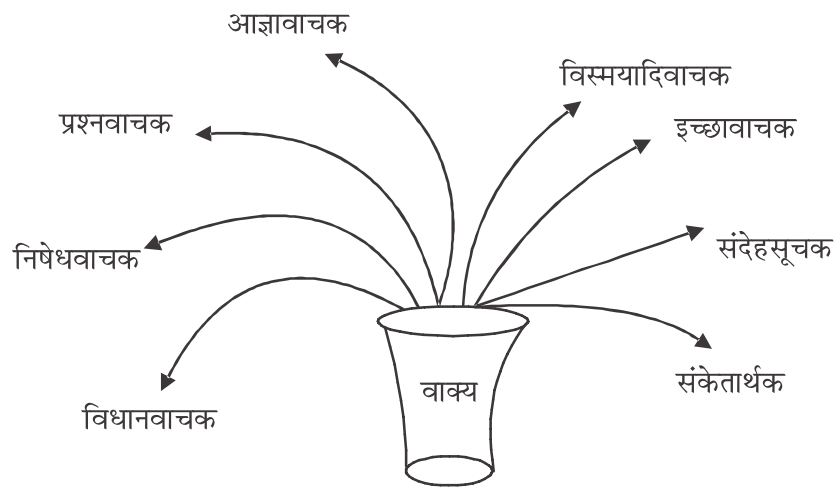 आज्ञावाचक
विस्मयादिवाचक
प्रश्नवाचक
इच्छावाचक
निषेधवाचक
संदेहसूचक
वाक्य
संकेतार्थक
विधानवाचक